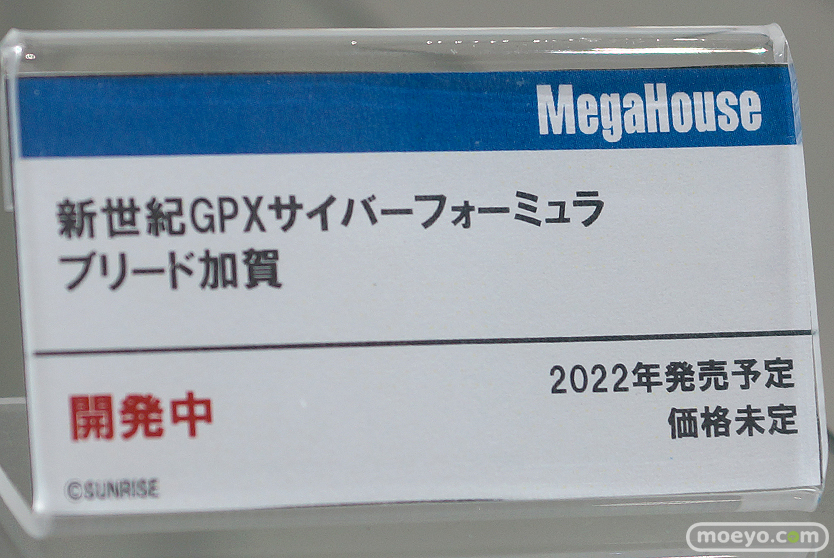 MegaHouse
新世紀GPXサイバーフォーミュラ
ブリード加賀
2022年発売予定
開発中
価格未定
©SUNRISE
moeyo.com